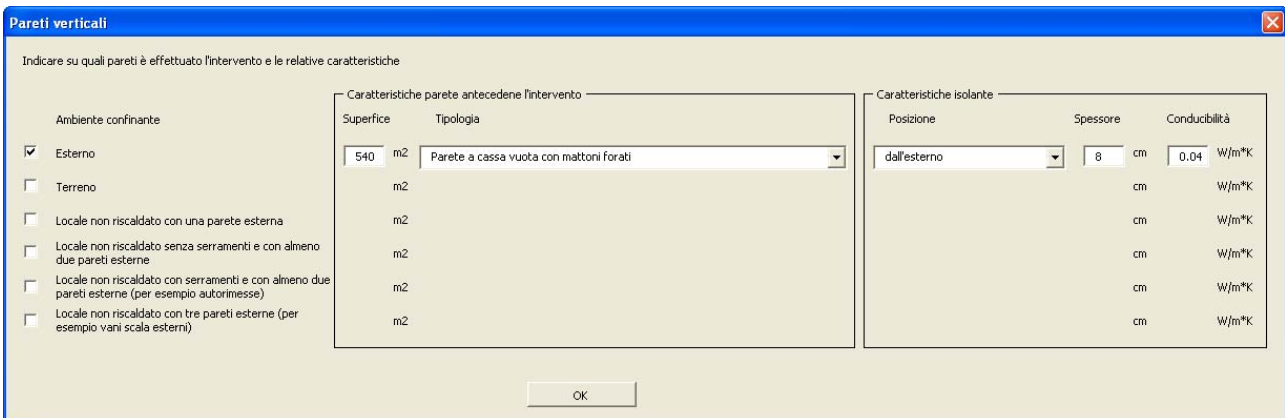 Pareti verticali
Indicare su quali pareti è effettuato l'intervento e le relative caratteristiche
Caratteristiche parete antecedene l'intervento
Caratteristiche isolante
Ambiente confinante
Superfice
Tipologia
Posizione
Spessore
Conducibilità
Esterno
540 m2
Parete a cassa vuota con mattoni forati
dall'esterno
8 cm
0.04 W/m*K
Terreno
m2
cm
W/m*K
Locale non riscaldato con una parete esterna
m2
cm
W/m*K
Locale non riscaldato senza serramenti e con almeno
due pareti esterne
m2
cm
W/m*K
Locale non riscaldato con serramenti e con almeno due
pareti esterne (per esempio autorimesse)
m2
cm
W/m*K
Locale non riscaldato con tre pareti esterne (per
esempio vani scala esterni)
m2
cm
W/m*K
OK